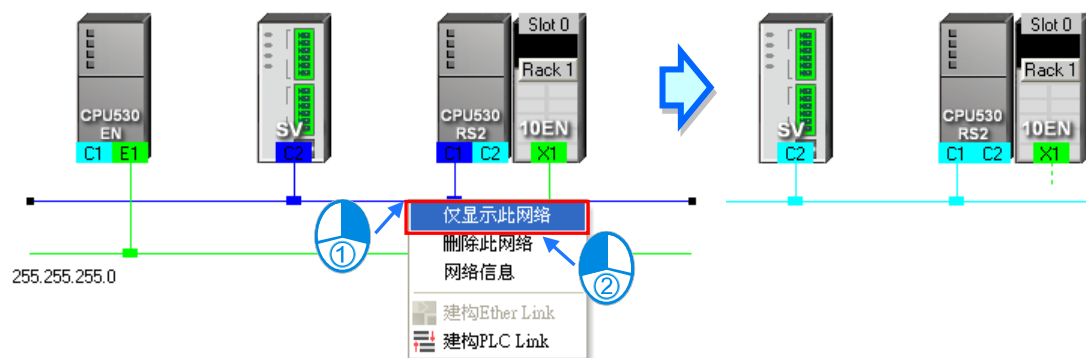 Slot 0
Rack 1
CPU530
EN
C1 E1
SV
C2
CPU530
RS2
C1 C2
10EN
X1
255.255.255.0
①
仅显示此网络
删除此网络
网络信息
建构Ether Link
建构PLC Link
②
Slot 0
Rack 1
SV
C2
CPU530
RS2
C1 C2
10EN
X1